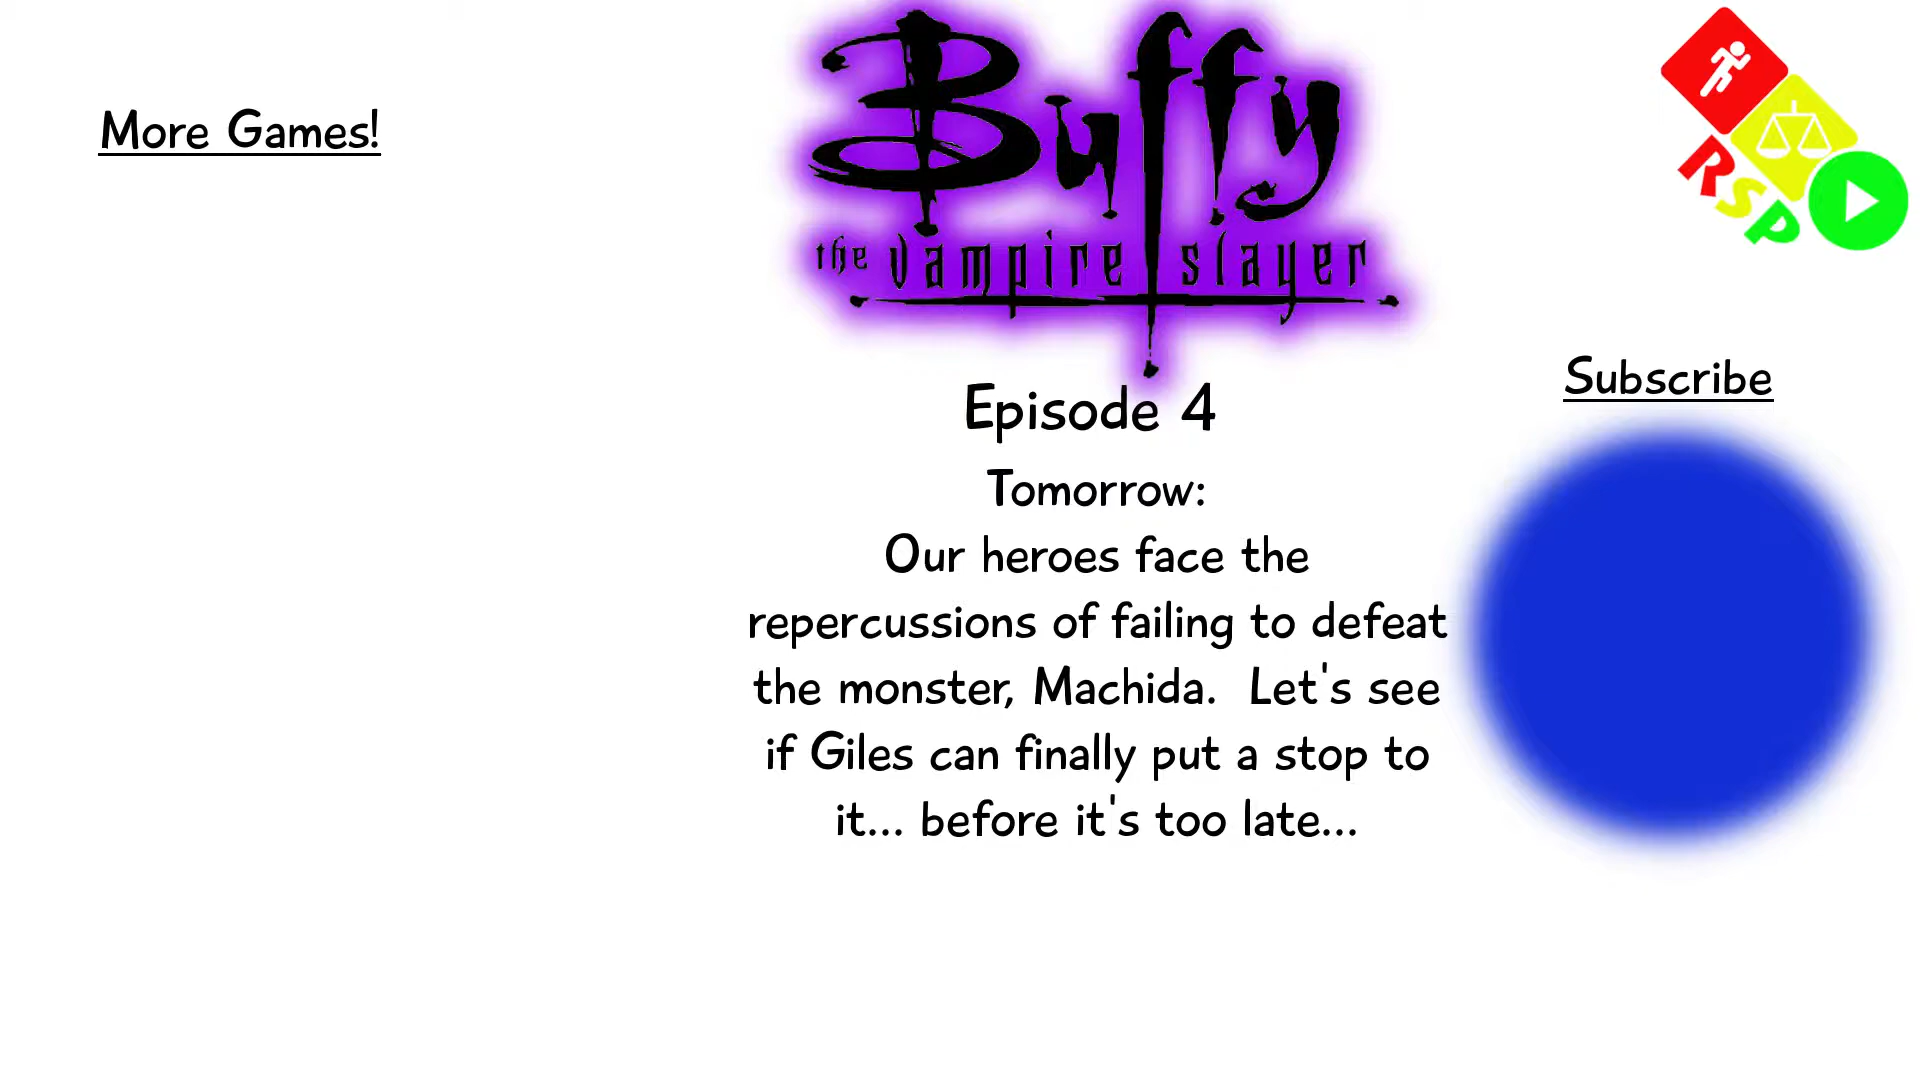 More Games!
Buffy
the vampire slayer
RSP
Subscribe
Episode 4
Tomorrow:
Our heroes face the
repercussions of failing to defeat
the monster, Machida.  Let's see
if Giles can finally put a stop to
it... before it's too late...